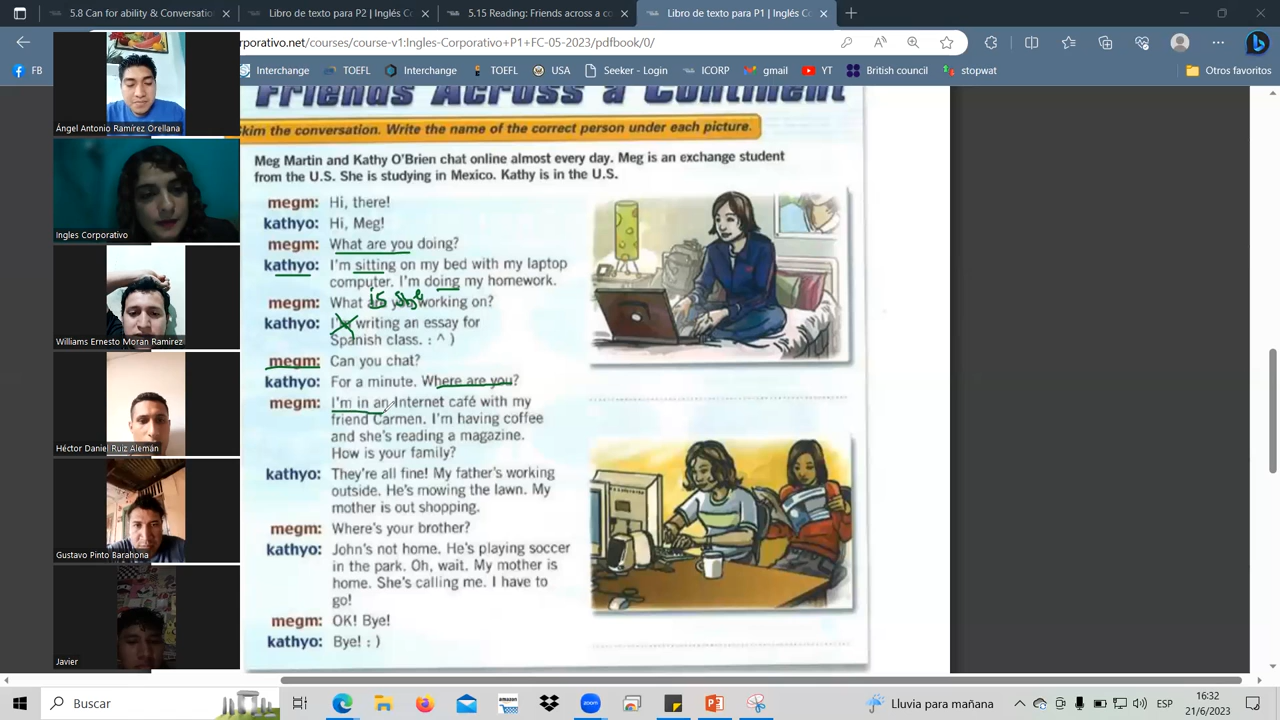 5.8 Can
texto para P2 | Inglés Co
5.15 Reading: Friends across a co
Libro de texto para P1 | Inglés Co
rporativo.net/courses/course-v1:Ingles-Corporativo+P1+FC-05-2023/pdfbook/0/
FB
Interchange
TOEFL
Interchange
TOEFL
USA
Seeker - Login
ICORP
gmail
YT
British council
stopwat
Otros favoritos
Friends Across a Continent
Skim the conversation. Write the name of the correct person under each picture.
Meg Martin and Kathy O'Brien chat online almost every day. Meg is an exchange student
from the U.S. She is studying in Mexico. Kathy is in the U.S.
megm: Hi, there!
kathyo: Hi, Meg!
megm: What are you doing?
kathyo: I'm sitting on my bed with my laptop
computer. I'm doing my homework.
is she
megm: What are you working on?
kathyo: I'm writing an essay for
Spanish class. : ^ )
megm: Can you chat?
kathyo: For a minute. Where are you?
megm: I'm in an Internet café with my
friend Carmen. I'm having coffee
and she's reading a magazine.
How is your family?
kathyo: They're all fine! My father's working
outside. He's mowing the lawn. My
mother is out shopping.
megm: Where's your brother?
kathyo: John's not home. He's playing soccer
in the park. Oh, wait. My mother is
home. She's calling me. I have to
go!
megm: OK! Bye!
kathyo: Bye! : )
Ángel Antonio Ramírez Orellana
Ingles Corporativo
Williams Ernesto Morán Ramirez
Héctor Daniel Ruiz Alemán
Gustavo Pinto Barahona
Javier
Buscar
amazon
zoom
Lluvia para mañana
ESP
16:32
21/6/2023